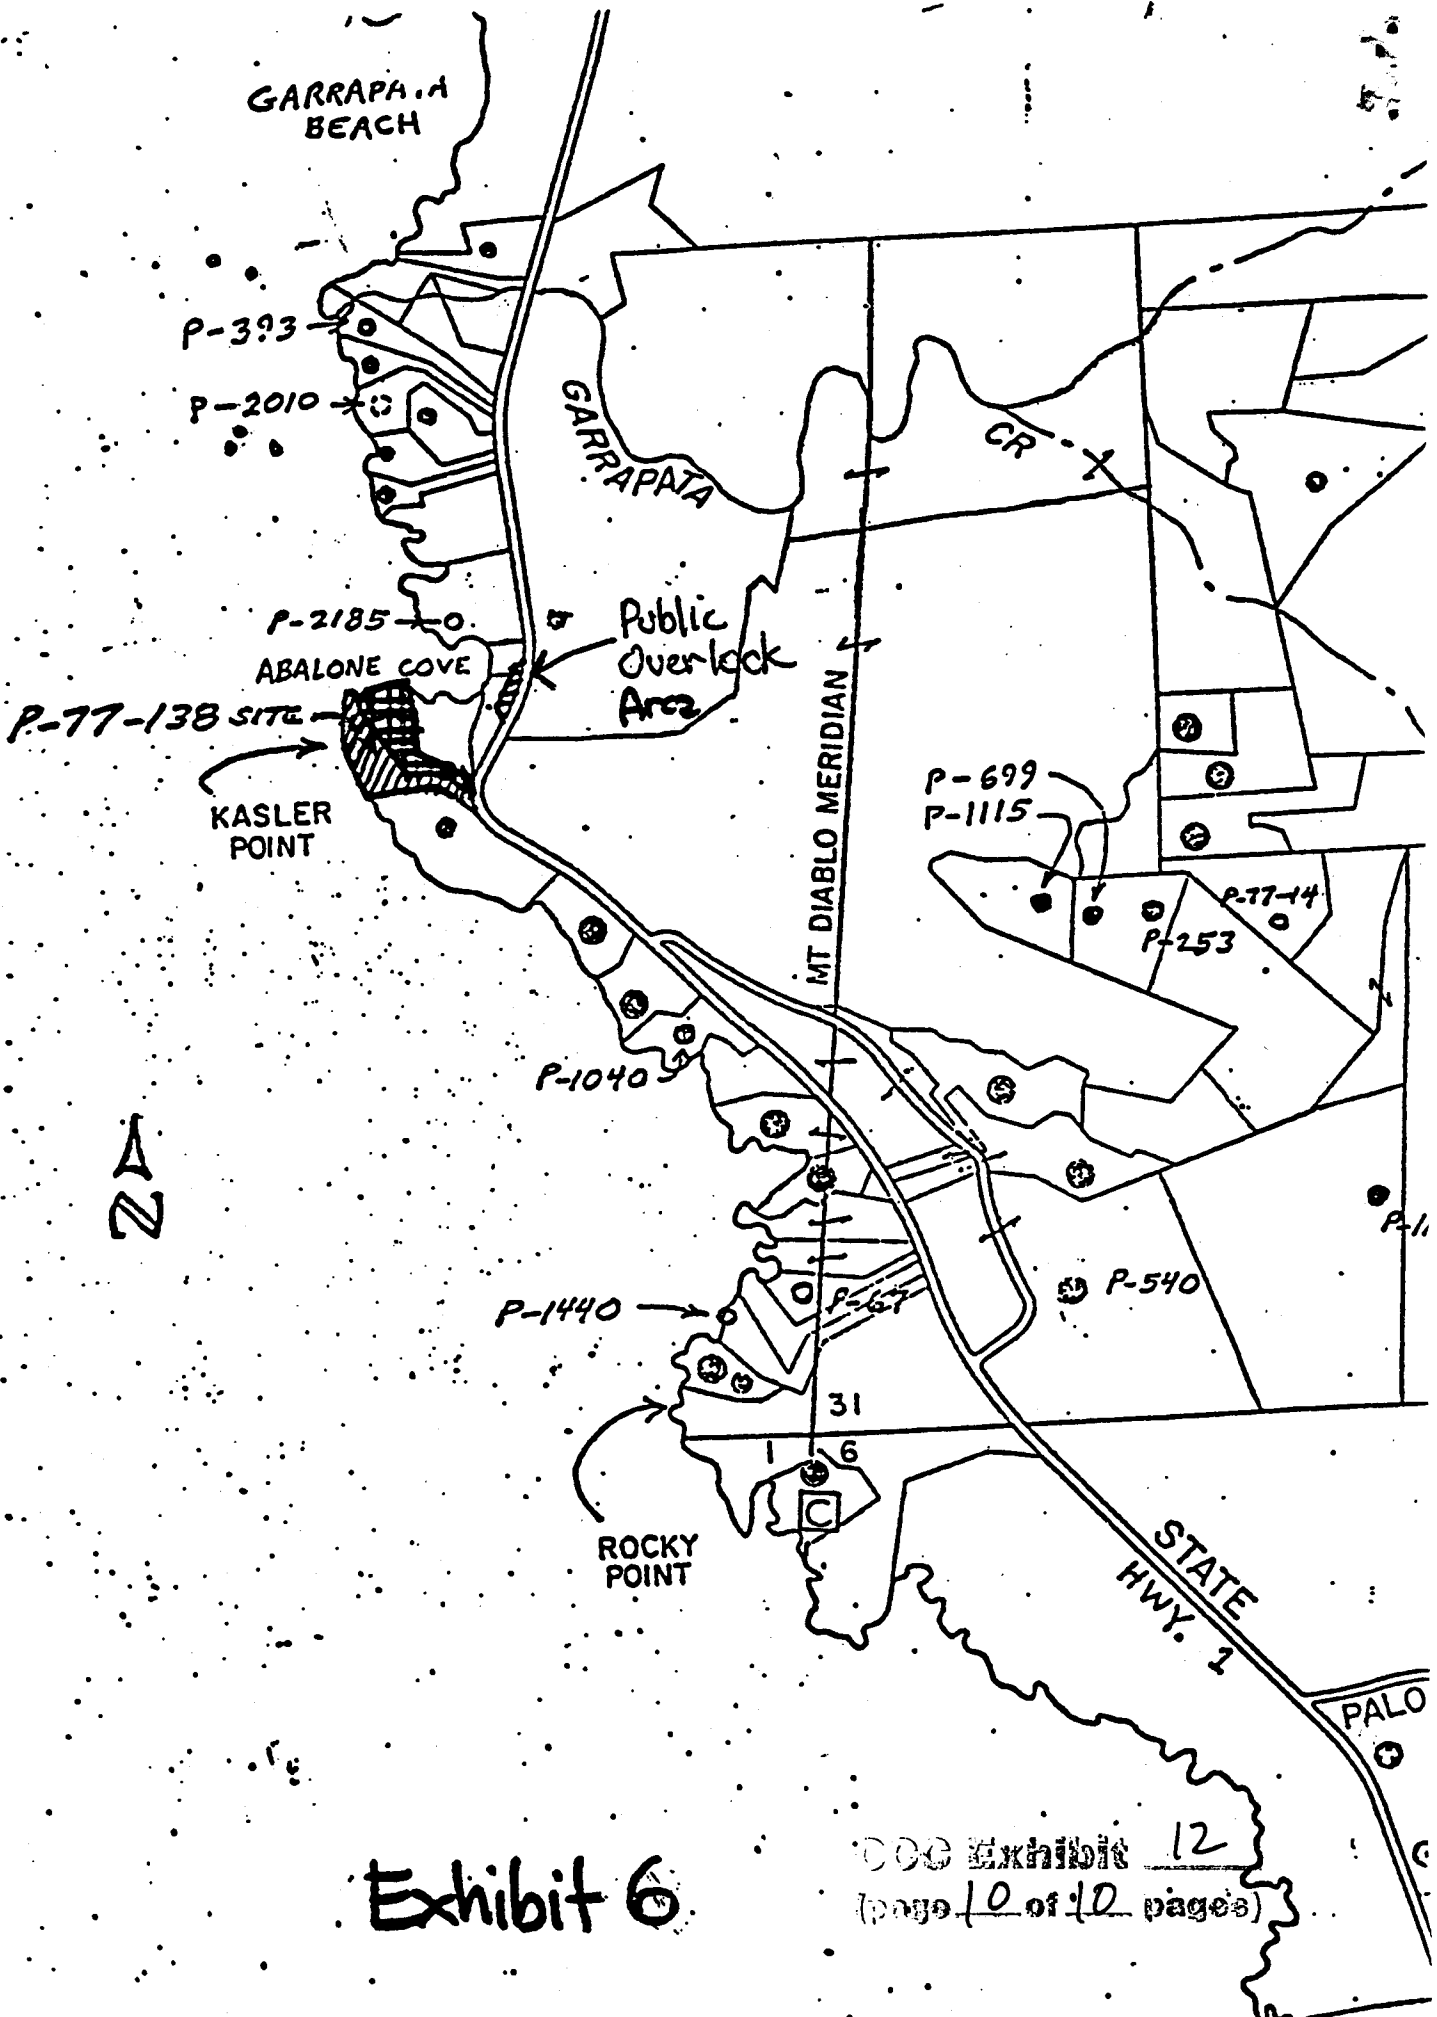 GARRAPA.A
BEACH
P-393
P-2010
GARRAPATA
CR
P-2185
Public
Overlook
Area
ABALONE COVE
P-77-138 SITE
KASLER
POINT
MT DIABLO MERIDIAN
P-699
P-1115
P-77-14
P-253
P-1040
N
P-1440
P-67
P-540
31
1 6
C
ROCKY
POINT
STATE
HWY. 1
PALO
Exhibit 6
CCC Exhibit 12
(page 10 of 10 pages)